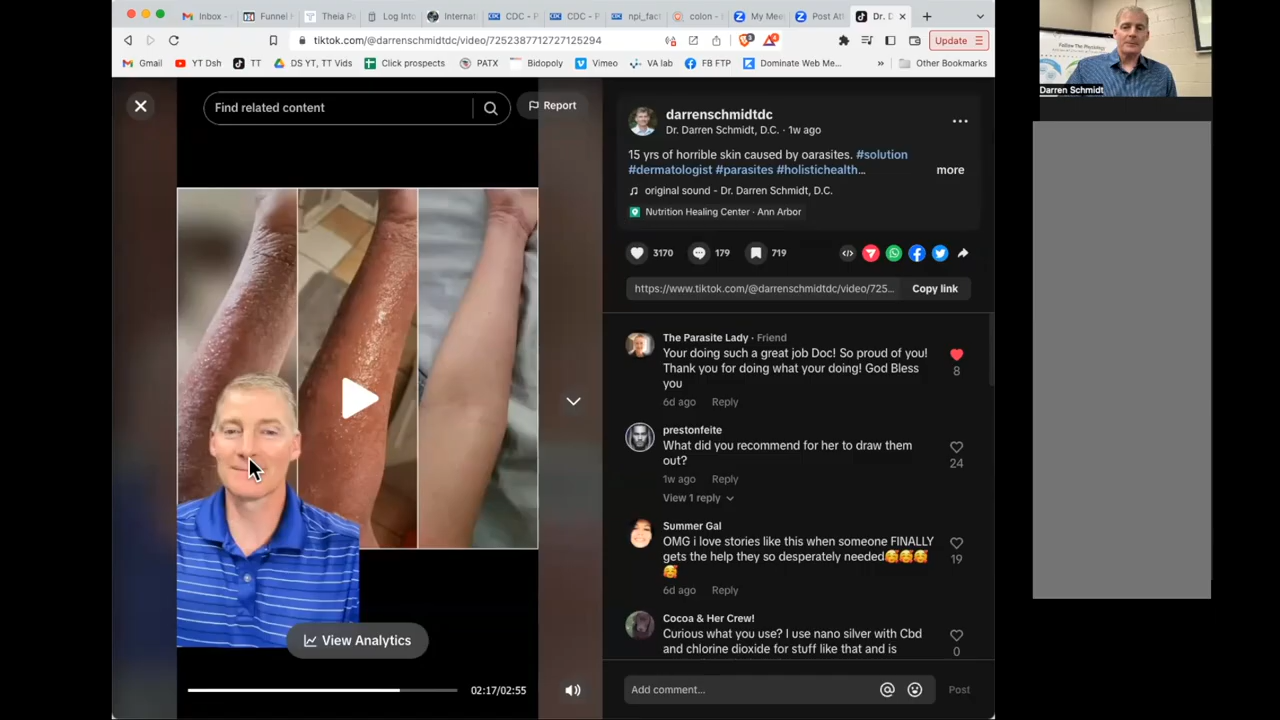 Inbox -
Funnel
Theia Pa
Log Into
Internat
CDC - P
CDC - P
npi_fact
colon -
My Mee
Post Att
Dr. D
tiktok.com/@darrenschmidtdc/video/7252387712727125294
Update
Gmail
YT Dsh
TT
DS YT, TT Vids
Click prospects
PATX
Bidopoly
Vimeo
VA lab
FB FTP
Dominate Web Me...
»
Other Bookmarks
Find related content
Report
View Analytics
02:17/02:55
darrenschmidtdc
Dr. Darren Schmidt, D.C. · 1w ago
15 yrs of horrible skin caused by oarasites. #solution
#dermatologist #parasites #holistichealth...
more
original sound - Dr. Darren Schmidt, D.C.
Nutrition Healing Center · Ann Arbor
3170
179
719
https://www.tiktok.com/@darrenschmidtdc/video/725...
Copy link
The Parasite Lady · Friend
Your doing such a great job Doc! So proud of you!
Thank you for doing what your doing! God Bless
you
8
6d ago
Reply
prestonfeite
What did you recommend for her to draw them
out?
24
1w ago
Reply
View 1 reply
Summer Gal
OMG i love stories like this when someone FINALLY
gets the help they so desperately needed🥰🥰🥰
🥰
19
6d ago
Reply
Cocoa & Her Crew!
Curious what you use? I use nano silver with Cbd
and chlorine dioxide for stuff like that and is
0
Add comment...
Post
Follow The Physiology
Darren Schmidt